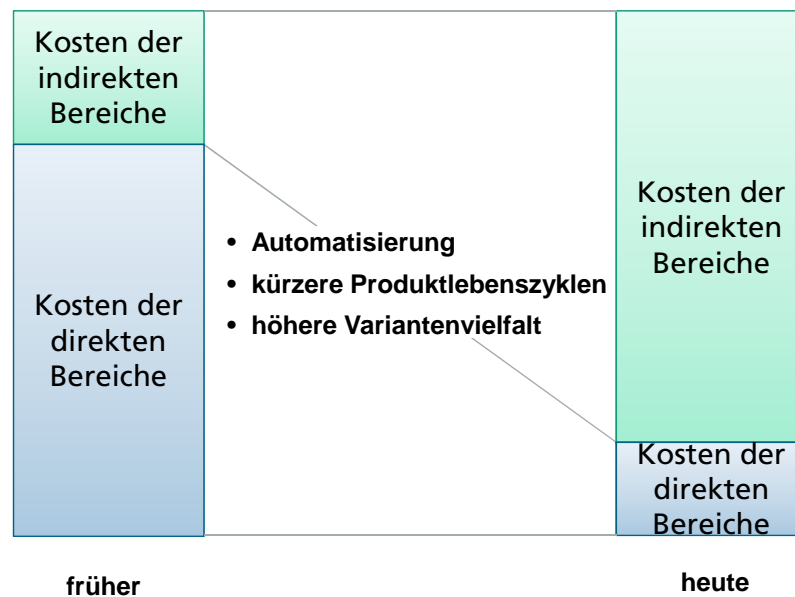 Kosten der
indirekten
Bereiche
Kosten der
direkten
Bereiche
• Automatisierung
• kürzere Produktlebenszyklen
• höhere Variantenvielfalt
Kosten der
indirekten
Bereiche
Kosten der
direkten
Bereiche
früher
heute